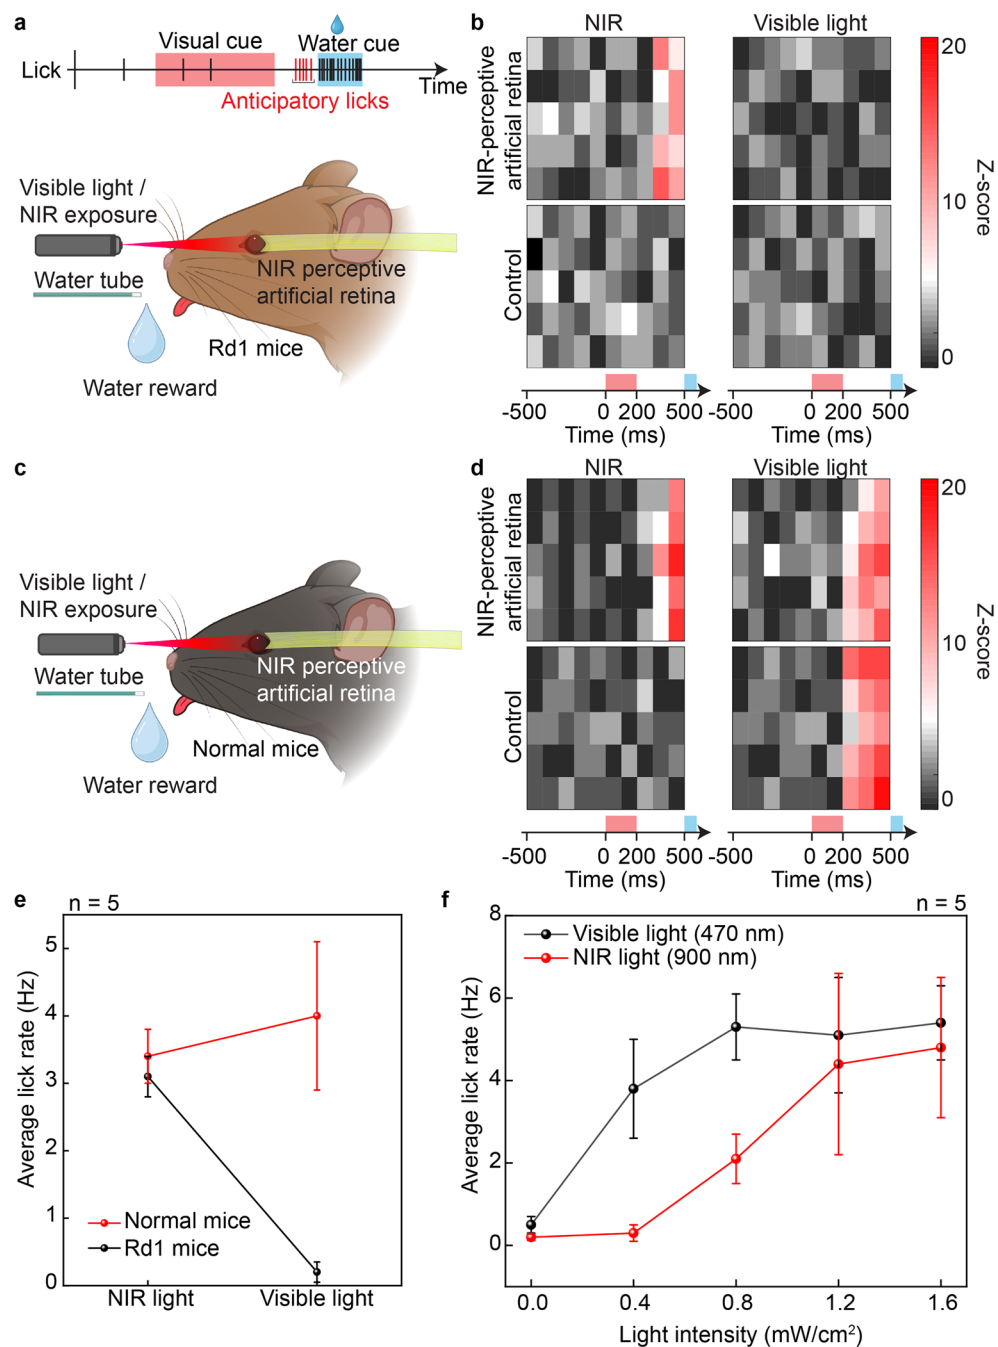 a
Visual cue
Water cue
Lick
Time
Anticipatory licks
Visible light /
NIR exposure
Water tube
NIR perceptive
artificial retina
Rd1 mice
Water reward
b
NIR
Visible light
NIR-perceptive
artificial retina
Control
20
10
0
Z-score
-500
0
200
500
Time (ms)
-500
0
200
500
Time (ms)
c
Visible light /
NIR exposure
Water tube
NIR perceptive
artificial retina
Normal mice
Water reward
d
NIR
Visible light
NIR-perceptive
artificial retina
Control
20
10
0
Z-score
-500
0
200
500
Time (ms)
-500
0
200
500
Time (ms)
e
n = 5
Average lick rate (Hz)
5
4
3
2
1
0
Normal mice
Rd1 mice
NIR light
Visible light
f
n = 5
Average lick rate (Hz)
8
6
4
2
0
Visible light (470 nm)
NIR light (900 nm)
0.0
0.4
0.8
1.2
1.6
Light intensity (mW/cm²)